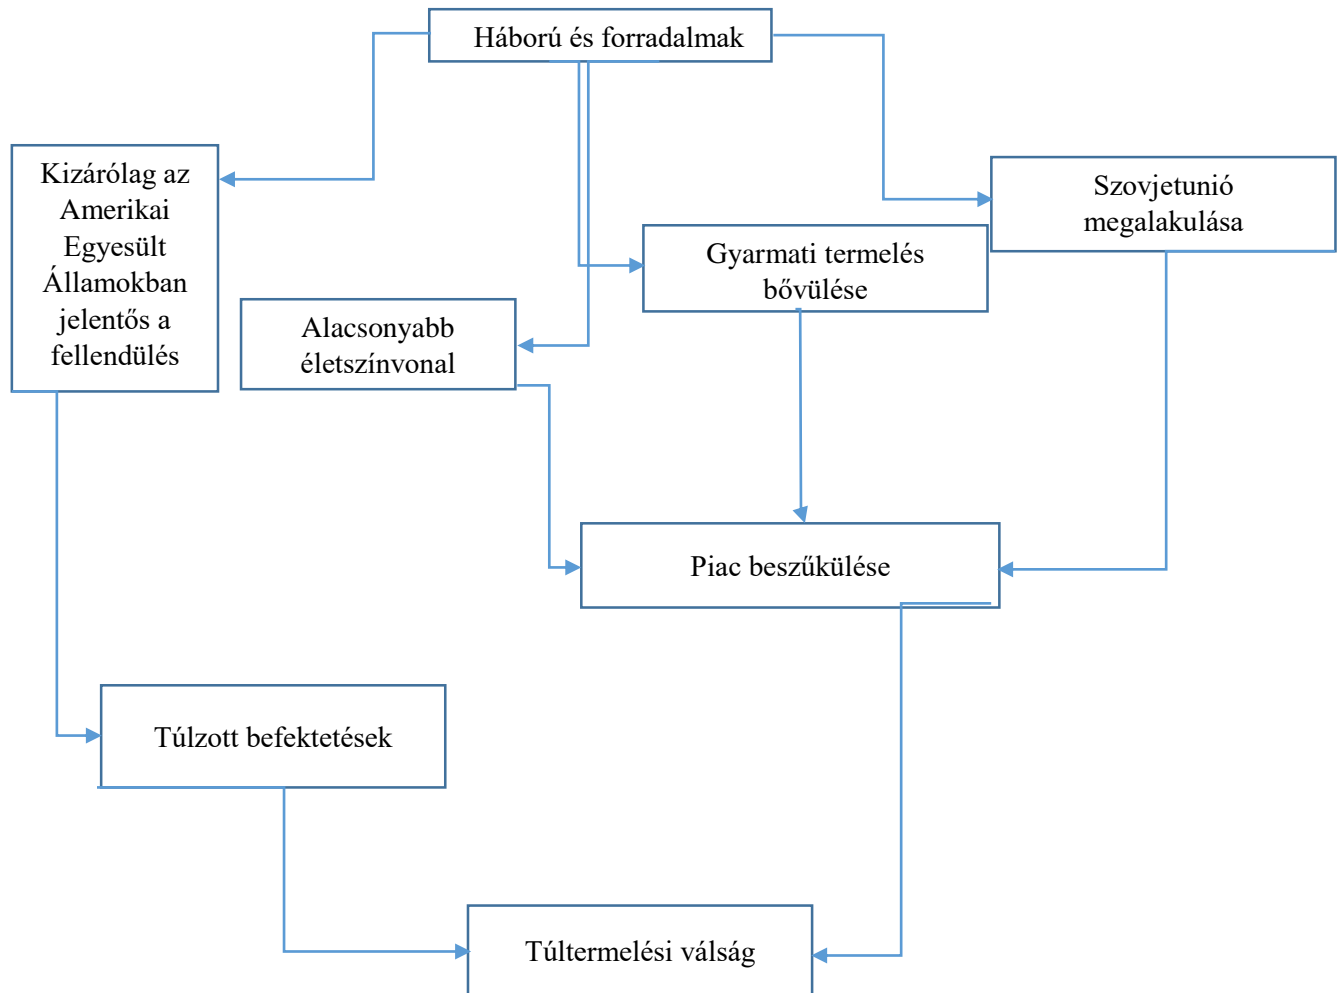 Háború és forradalmak
Kizárólag az
Amerikai
Egyesült
Államokban
jelentős a
fellendülés
Szovjetunió
megalakulása
Gyarmati termelés
bővülése
Alacsonyabb
életszínvonal
Piac beszűkülése
Túlzott befektetések
Túltermelési válság